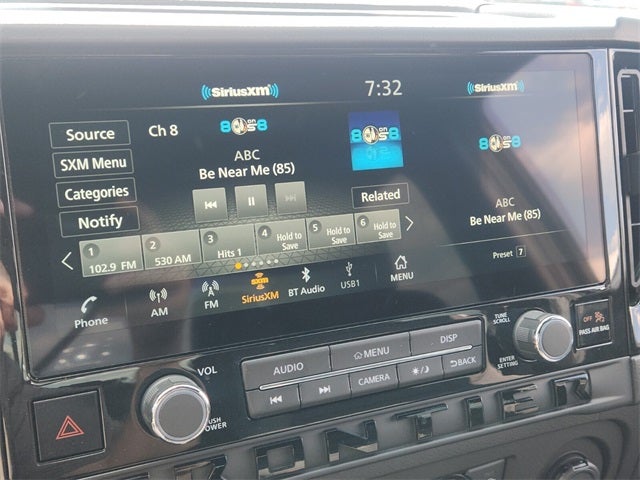 SiriusXM 7:32 SiriusXM
Source Ch 8 8on8
80s on 8
80s on 8
SXM Menu ABC
Be Near Me (85)
Categories
Notify
Related
ABC
Be Near Me (85)
1 102.9 FM 2 530 AM 3 Hits 1 4 Hold to Save 5 Hold to Save 6 Hold to Save
Preset 7
Phone AM FM SXM SiriusXM BT Audio USB1 MENU
VOL AUDIO MENU DISP TUNE SCROLL
OFF PASS AIR BAG
CAMERA BACK ENTER SETTING
PUSH POWER
RONTIER